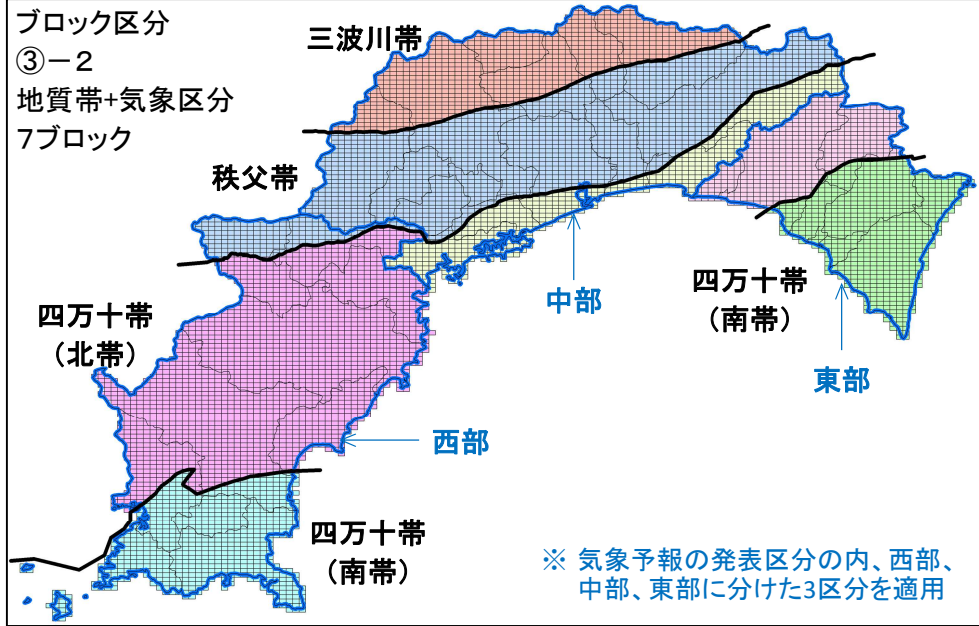 ブロック区分
③−2
地質帯+気象区分
7ブロック
三波川帯
秩父帯
四万十帯
(北帯)
中部
四万十帯
(南帯)
東部
西部
四万十帯
(南帯)
※ 気象予報の発表区分の内、西部、
中部、東部に分けた3区分を適用